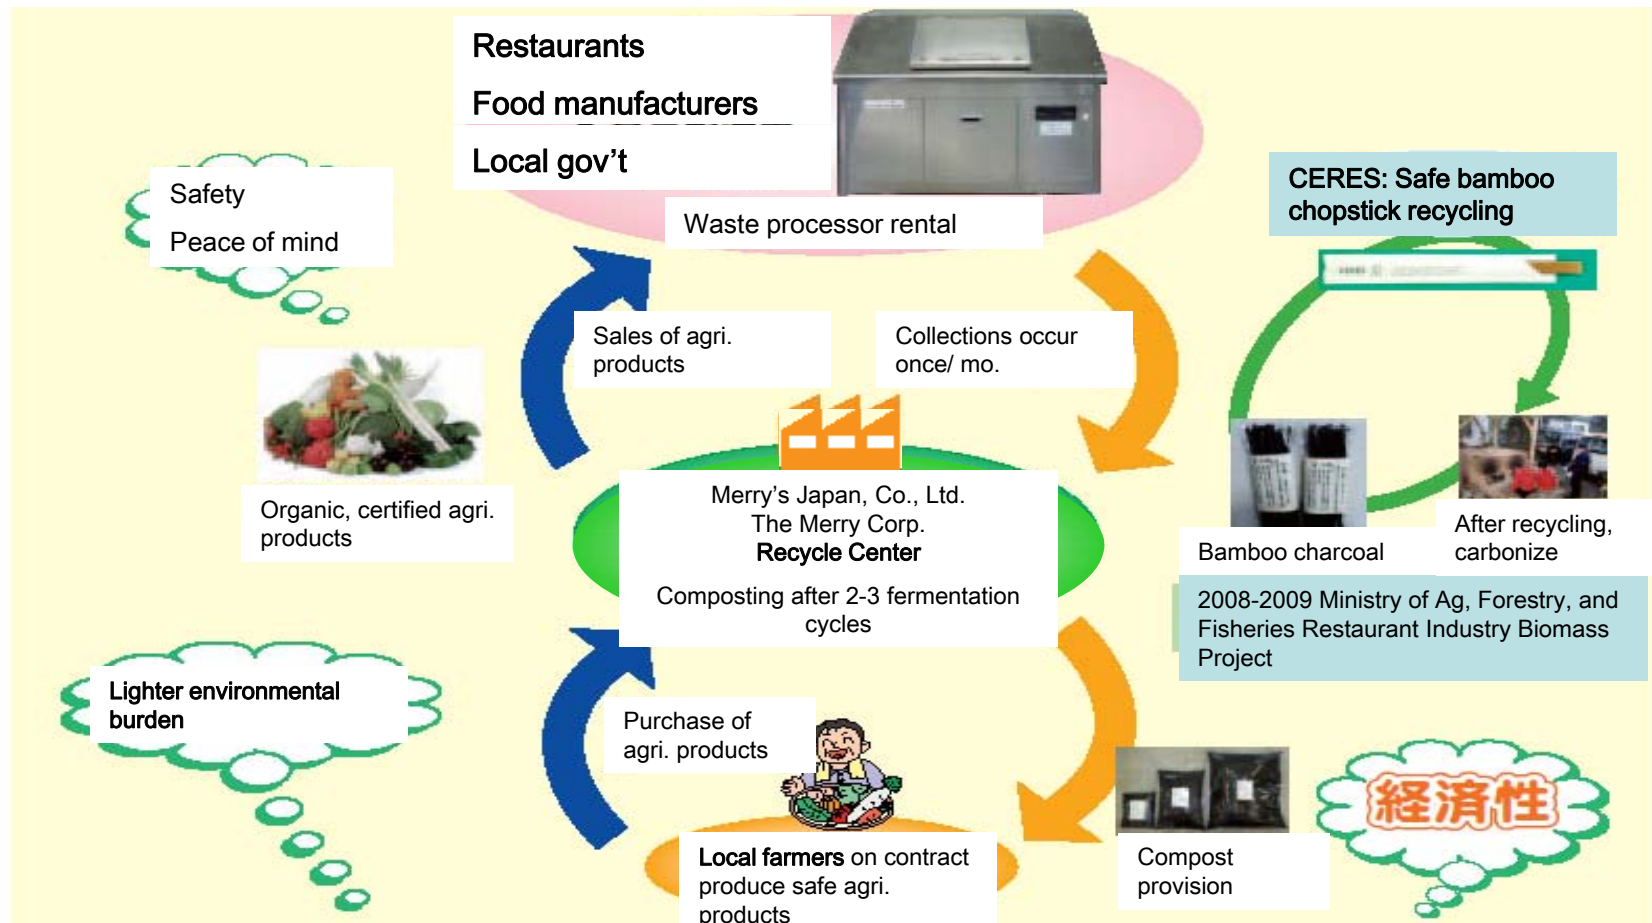 Restaurants
Food manufacturers
Local gov’t
Waste processor rental
Safety
Peace of mind
CERES: Safe bamboo
chopstick recycling
Sales of agri.
products
Collections occur
once/ mo.
Organic, certified agri.
products
Merry’s Japan, Co., Ltd.
The Merry Corp.
Recycle Center
Composting after 2-3 fermentation
cycles
Bamboo charcoal
After recycling,
carbonize
2008-2009 Ministry of Ag, Forestry, and
Fisheries Restaurant Industry Biomass
Project
Lighter environmental
burden
Purchase of
agri. products
Local farmers on contract
produce safe agri.
products
Compost
provision
経済性